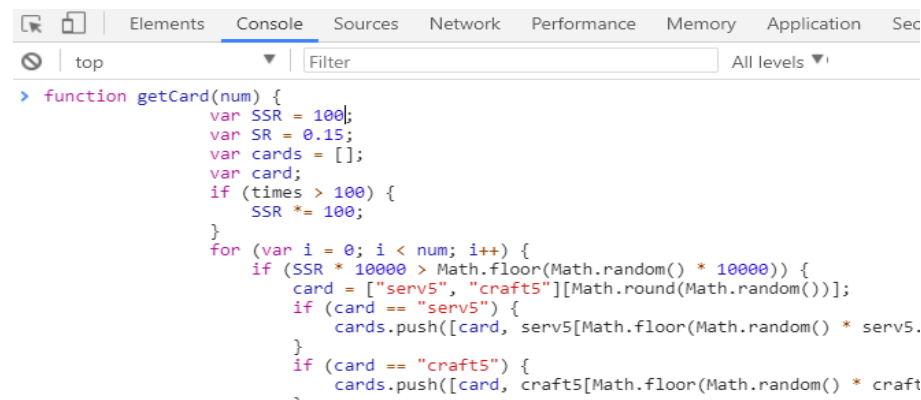 Elements Console Sources Network Performance Memory Application Sec
top Filter All levels
> function getCard(num) {
var SSR = 100;
var SR = 0.15;
var cards = [];
var card;
if (times > 100) {
SSR *= 100;
}
for (var i = 0; i < num; i++) {
if (SSR * 10000 > Math.floor(Math.random() * 10000)) {
card = ["serv5", "craft5"][Math.round(Math.random())];
if (card == "serv5") {
cards.push([card, serv5[Math.floor(Math.random() * serv5.
}
if (card == "craft5") {
cards.push([card, craft5[Math.floor(Math.random() * craft